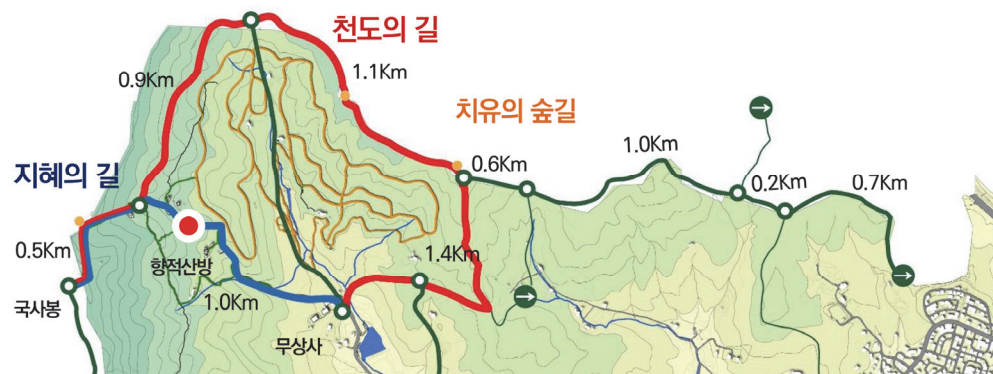 천도의 길
0.9Km
1.1Km
치유의 숲길
1.0Km
0.6Km
지혜의 길
0.2Km
0.7Km
0.5Km
향적산방
1.4Km
1.0Km
국사봉
무상사